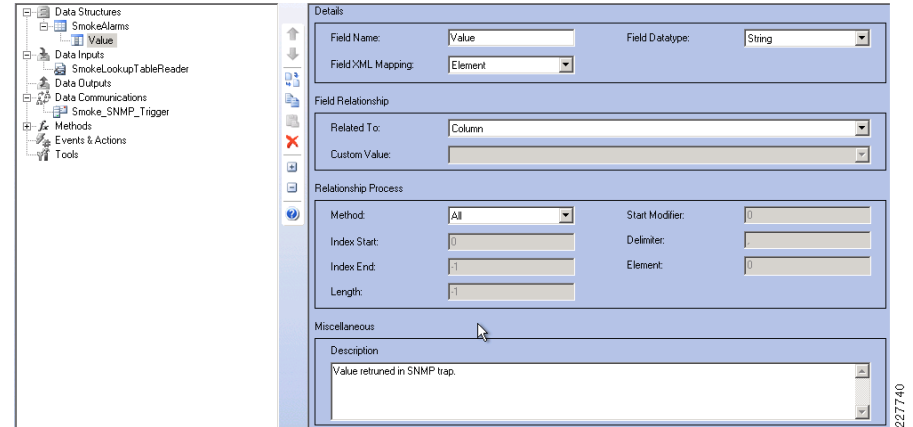 Data Structures
SmokeAlarms
Value
Data Inputs
SmokeLookupTableReader
Data Outputs
Data Communications
Smoke_SNMP_Trigger
fx Methods
Events & Actions
Tools
Details
Field Name: Value Field Datatype: String
Field XML Mapping: Element
Field Relationship
Related To: Column
Custom Value:
Relationship Process
Method: All Start Modifier: 0
Index Start: 0 Delimiter: .
Index End: -1 Element: 0
Length: -1
Miscellaneous
Description
Value retruned in SNMP trap.
227740